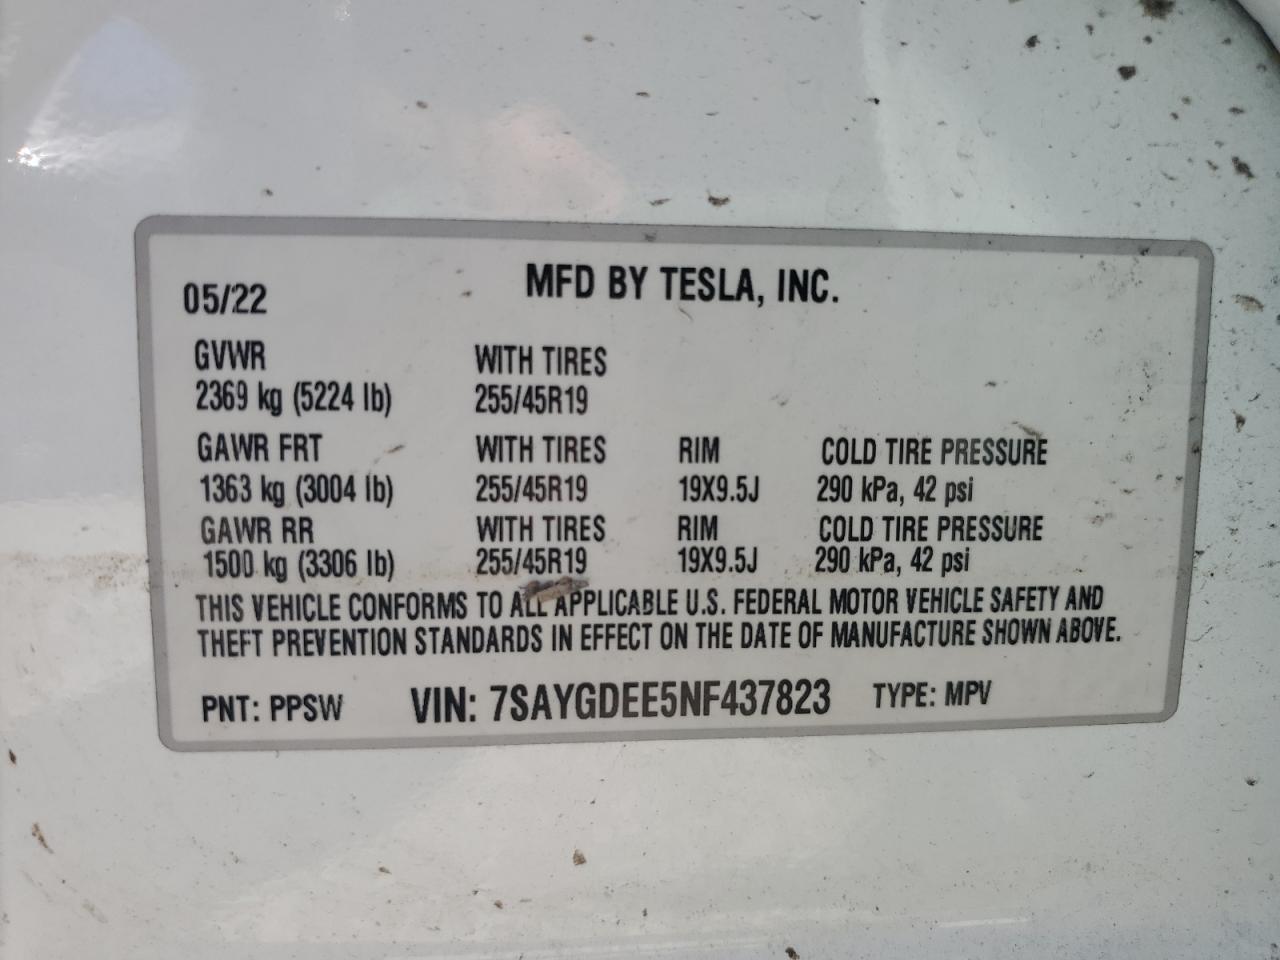 MFD BY TESLA, INC.
05/22
GVWR WITH TIRES
2369 kg (5224 lb) 255/45R19
GAWR FRT WITH TIRES RIM COLD TIRE PRESSURE
1363 kg (3004 lb) 255/45R19 19X9.5J 290 kPa, 42 psi
GAWR RR WITH TIRES RIM COLD TIRE PRESSURE
1500 kg (3306 lb) 255/45R19 19X9.5J 290 kPa, 42 psi
THIS VEHICLE CONFORMS TO ALL APPLICABLE U.S. FEDERAL MOTOR VEHICLE SAFETY AND
THEFT PREVENTION STANDARDS IN EFFECT ON THE DATE OF MANUFACTURE SHOWN ABOVE.
PNT: PPSW VIN: 7SAYGDEE5NF437823 TYPE: MPV